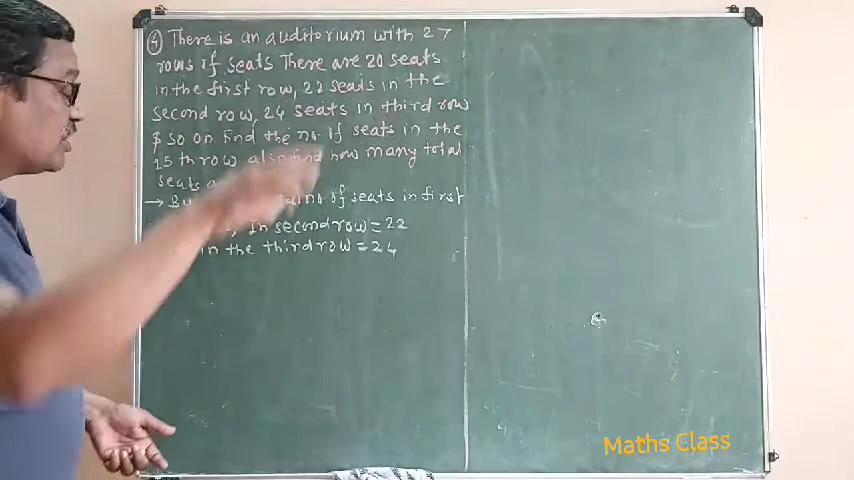 4 There is an auditorium with 27
rows of seats There are 20 seats
in the first row, 22 seats in the
second row, 24 seats in third row
$ so on Find the no. of seats in the
15 th row also find how many total
seats
→ no of seats in first
In second row = 22
in the third row = 24
Maths Class